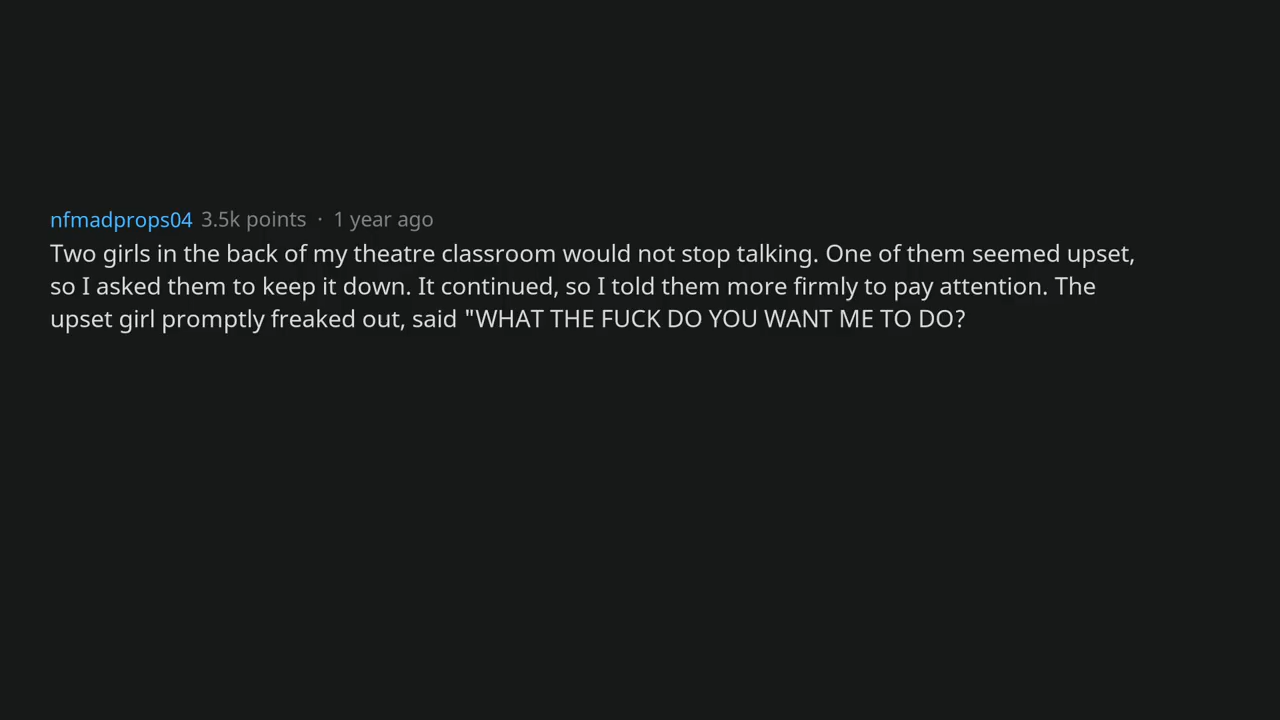 nfmadprops04 3.5k points · 1 year ago
Two girls in the back of my theatre classroom would not stop talking. One of them seemed upset,
so I asked them to keep it down. It continued, so I told them more firmly to pay attention. The
upset girl promptly freaked out, said "WHAT THE FUCK DO YOU WANT ME TO DO?